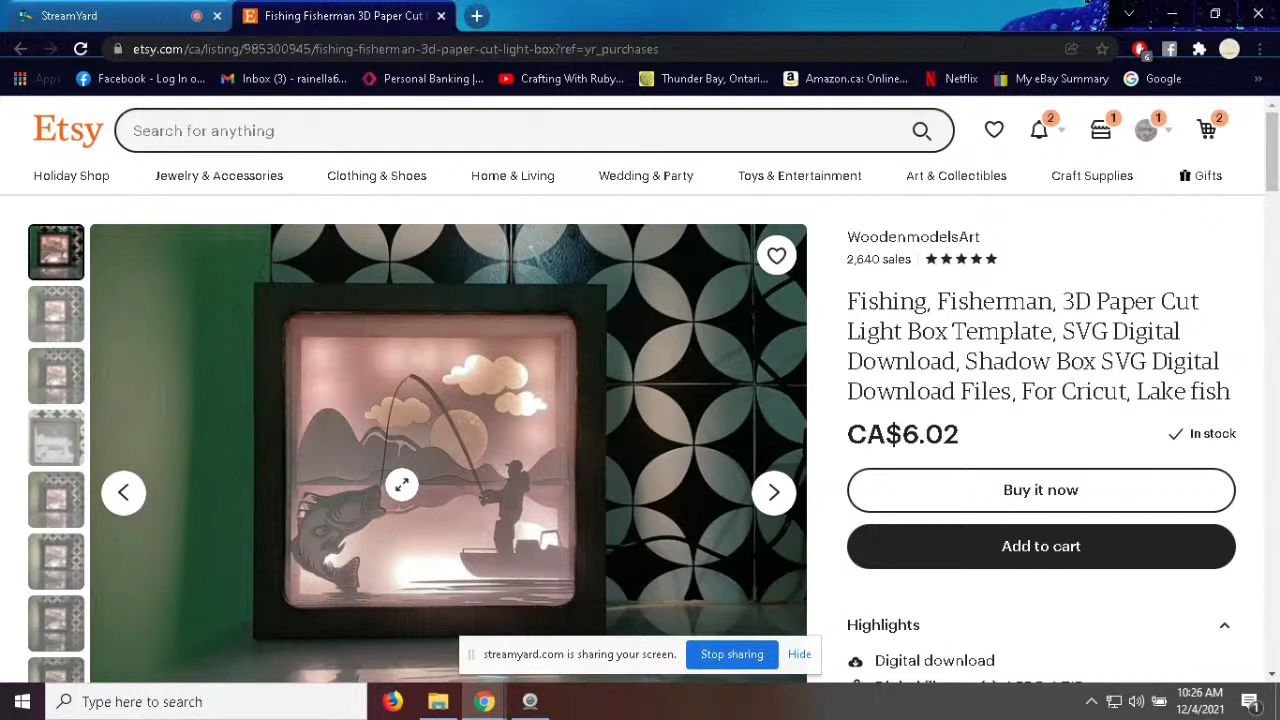 StreamYard
Fishing Fisherman 3D Paper Cut
etsy.com/ca/listing/985300945/fishing-fisherman-3d-paper-cut-light-box?ref=yr_purchases
6
Apps
Facebook - Log In o...
Inbox (3) - rainella6...
Personal Banking |...
Crafting With Ruby...
Thunder Bay, Ontari...
Amazon.ca: Online...
Netflix
My eBay Summary
Google
»
Etsy
Search for anything
2
1
1
2
Holiday Shop
Jewelry & Accessories
Clothing & Shoes
Home & Living
Wedding & Party
Toys & Entertainment
Art & Collectibles
Craft Supplies
Gifts
WoodenmodelsArt
2,640 sales
Fishing, Fisherman, 3D Paper Cut
Light Box Template, SVG Digital
Download, Shadow Box SVG Digital
Download Files, For Cricut, Lake fish
CA$6.02
In stock
Buy it now
Add to cart
Highlights
Digital download
streamyard.com is sharing your screen.
Stop sharing
Hide
Type here to search
10:26 AM
12/4/2021
1